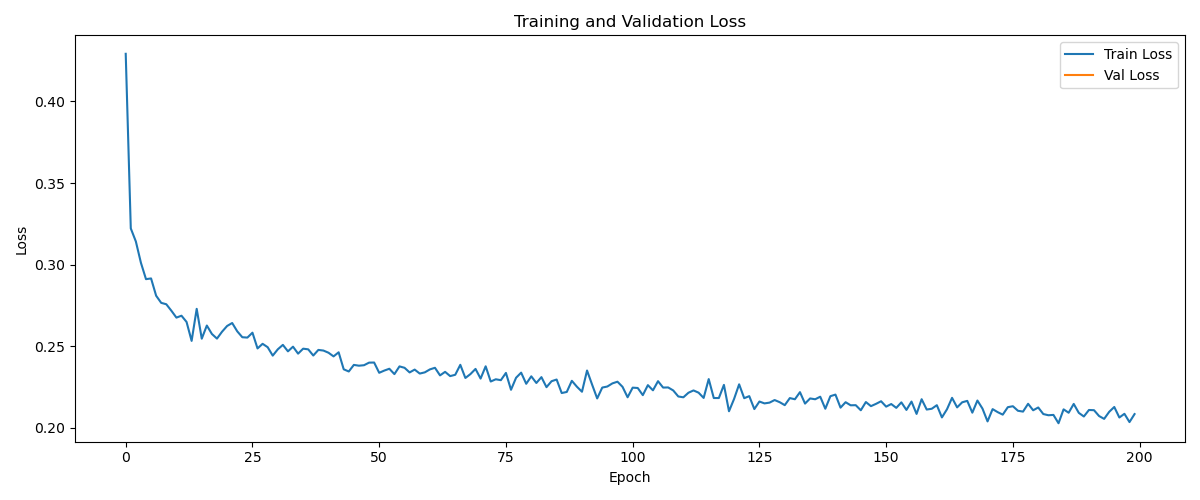 Training and Validation Loss
Train Loss
Val Loss
0.40
0.35
0.30
0.25
0.20
Loss
0 25 50 75 100 125 150 175 200
Epoch